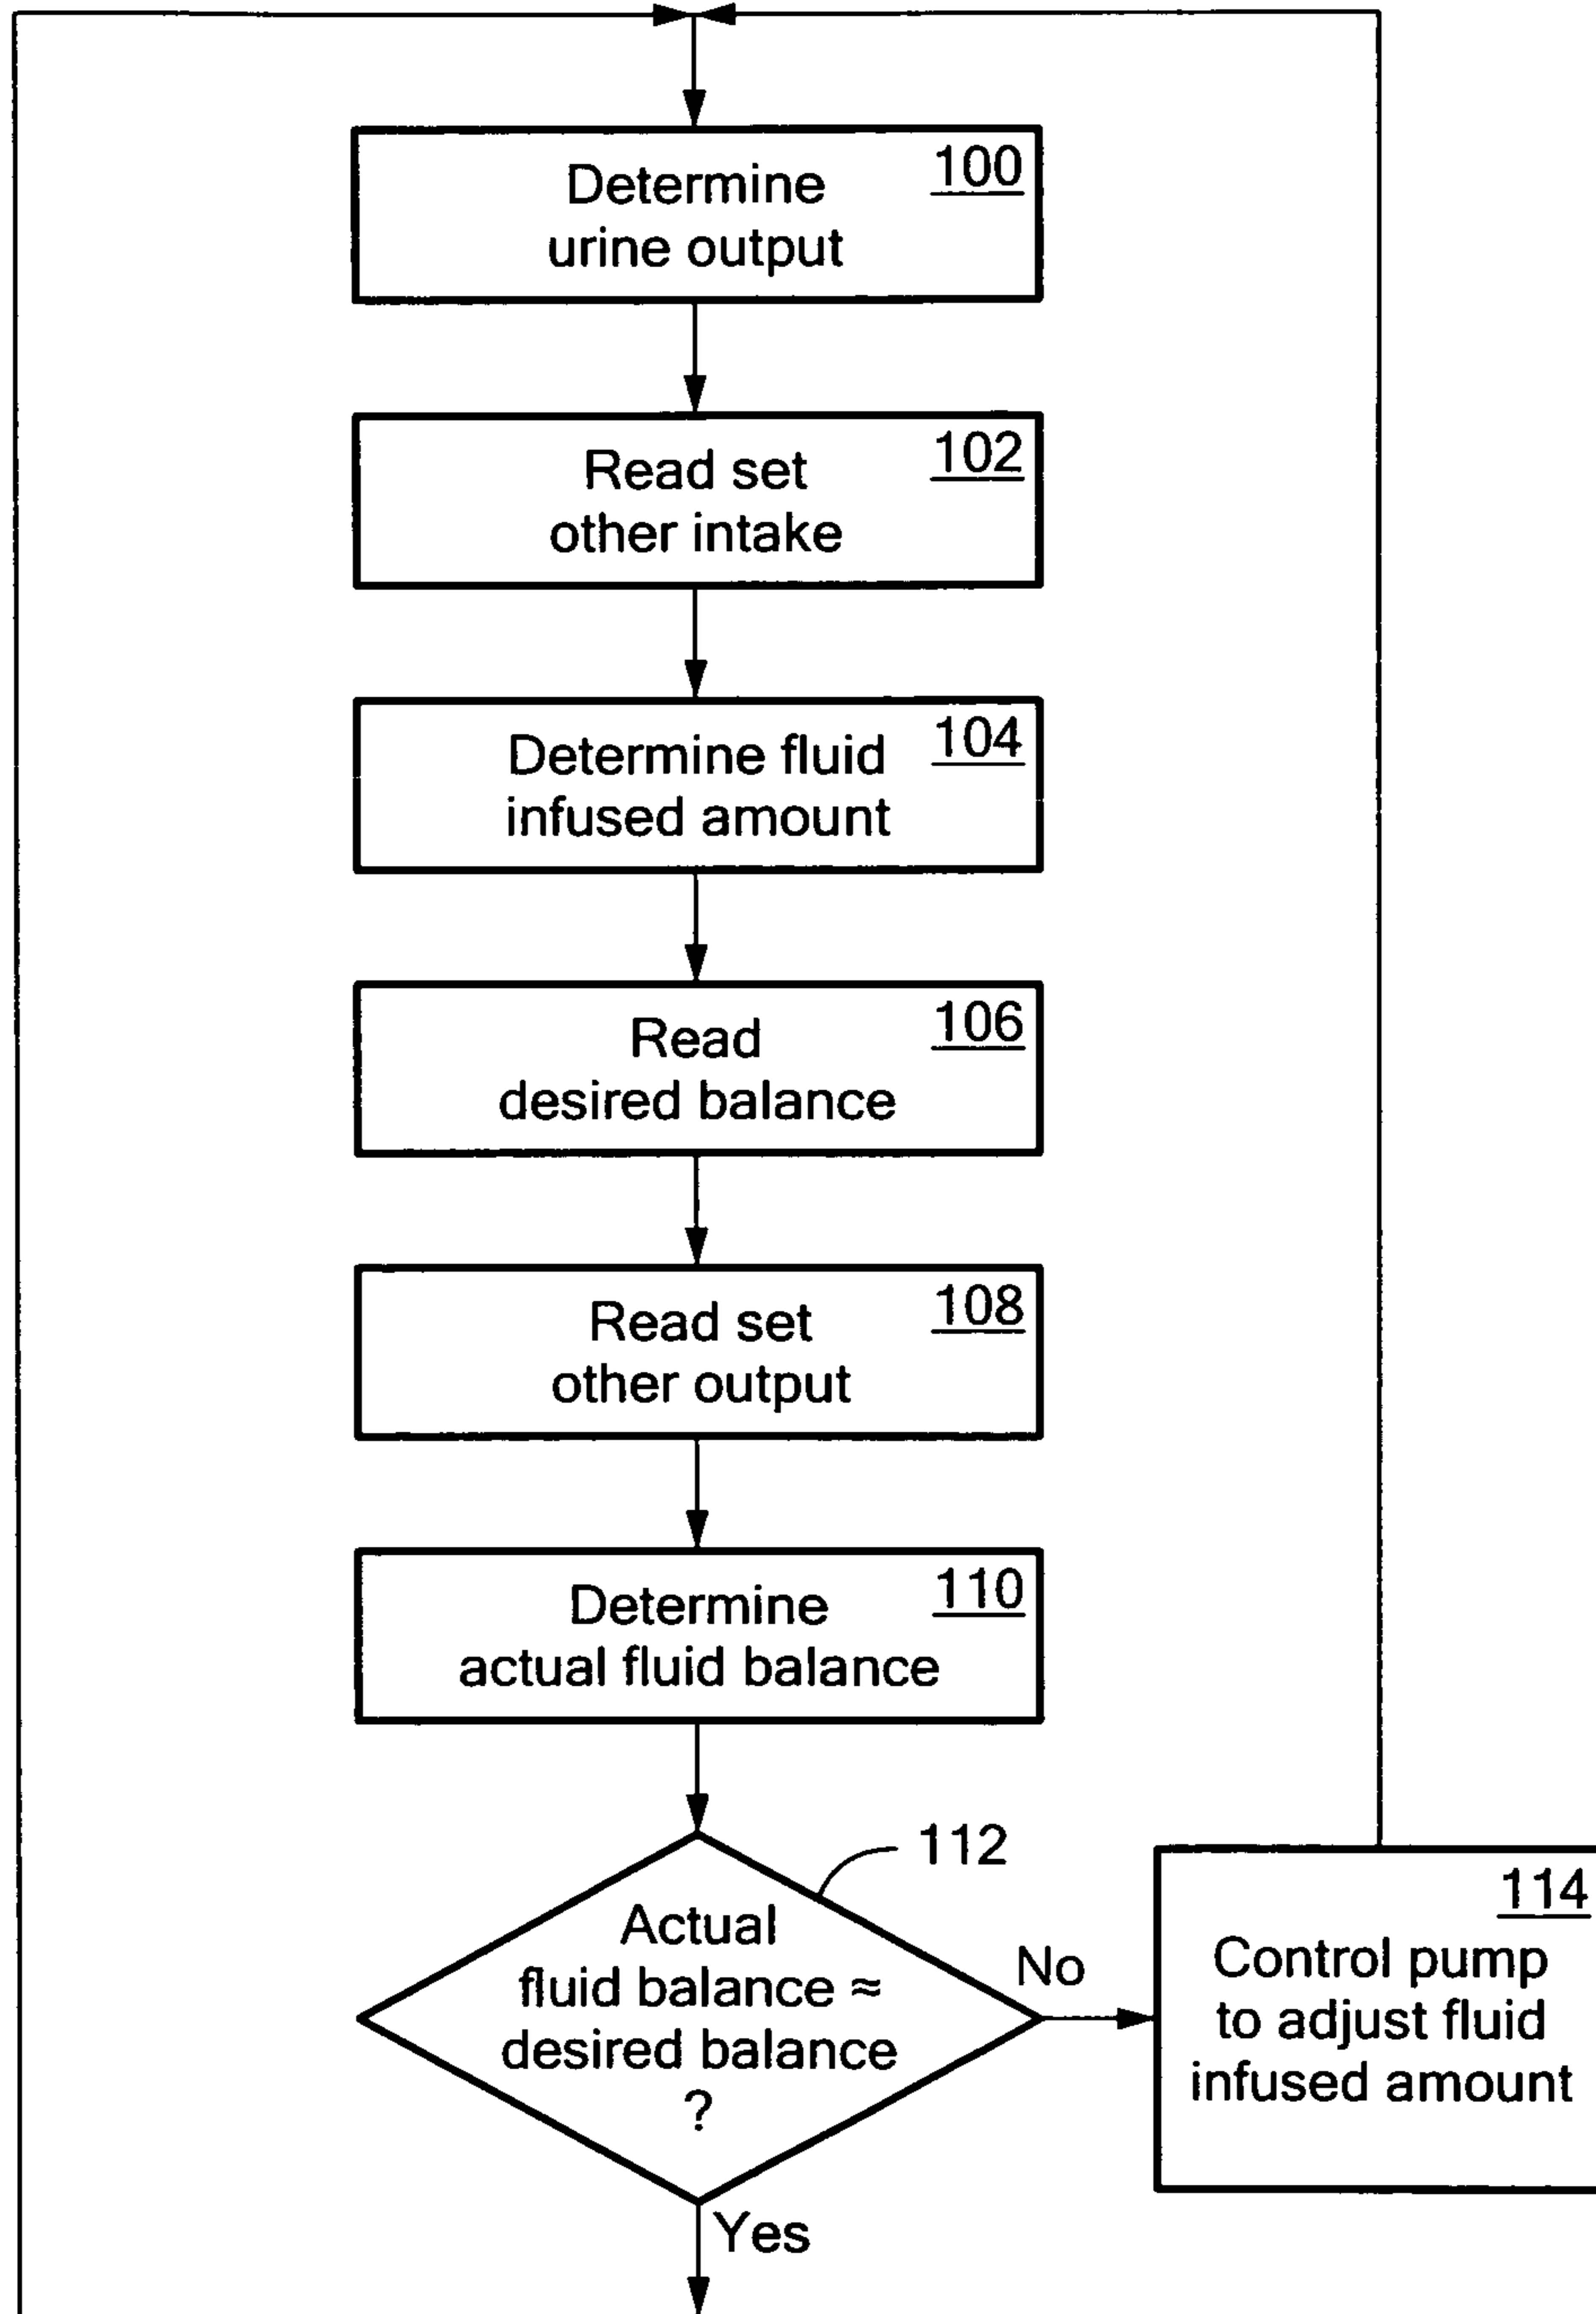 100
Determine
urine output
102
Read set
other intake
104
Determine fluid
infused amount
106
Read
desired balance
108
Read set
other output
110
Determine
actual fluid balance
112
Actual
fluid balance ≈
desired balance
?
No
114
Control pump
to adjust fluid
infused amount
Yes